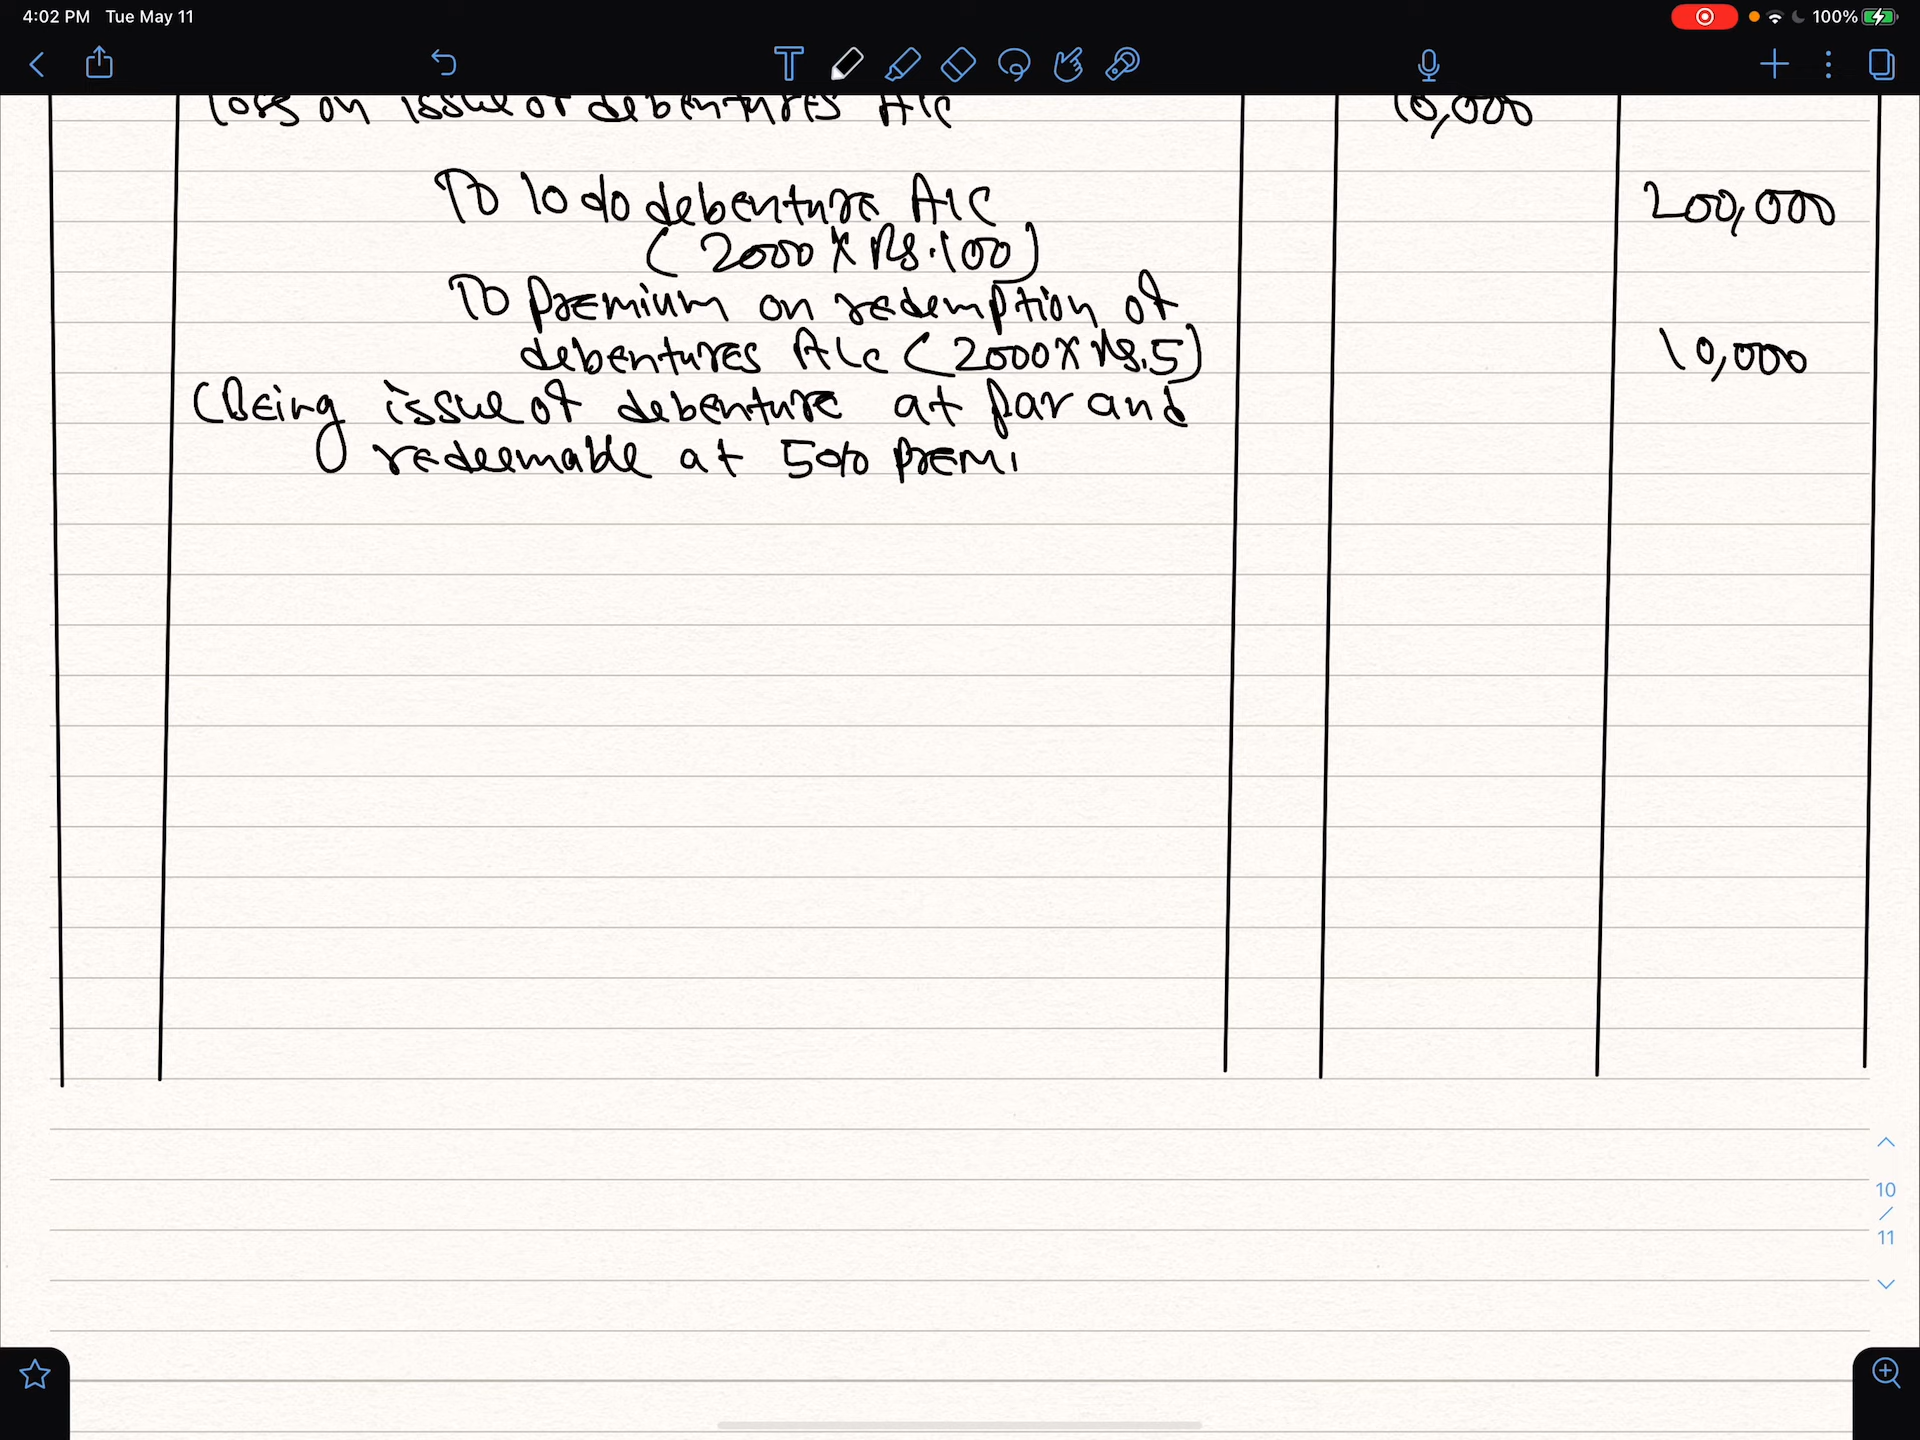 4:02 PM Tue May 11
100%
loss on issue of debentures A/c 10,000
To 10% debenture A/c 200,000
(2000 X Rs.100)
To Premium on redemption of
debentures A/c (2000X Rs.5) 10,000
(Being issue of debenture at par and
redeemable at 5% premi
10
/
11